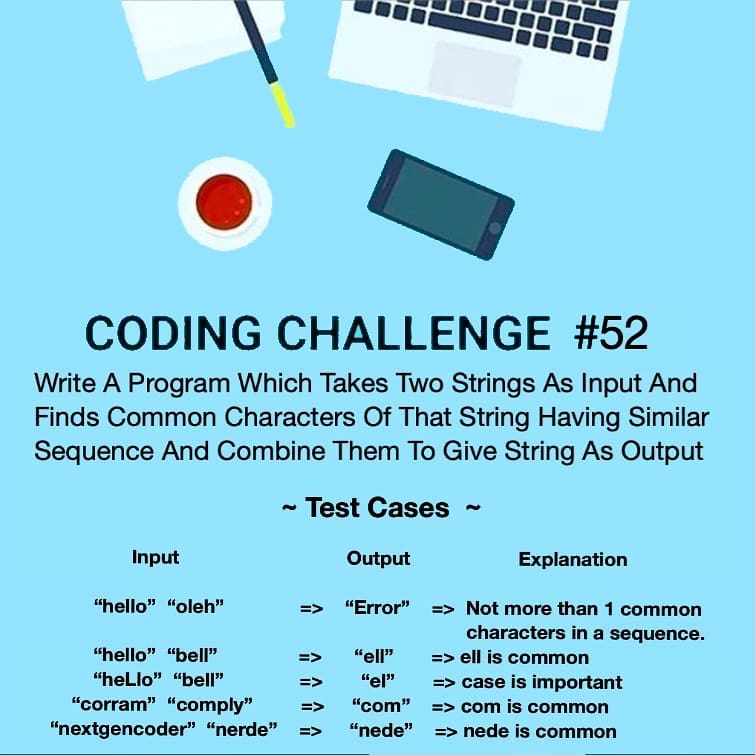 CODING CHALLENGE #52
Write A Program Which Takes Two Strings As Input And
Finds Common Characters Of That String Having Similar
Sequence And Combine Them To Give String As Output
~ Test Cases ~
Input Output Explanation
“hello” “oleh” => “Error” => Not more than 1 common
characters in a sequence.
“hello” “bell” => “ell” => ell is common
“heLlo” “bell” => “el” => case is important
“corram” “comply” => “com” => com is common
“nextgencoder” “nerde” => “nede” => nede is common